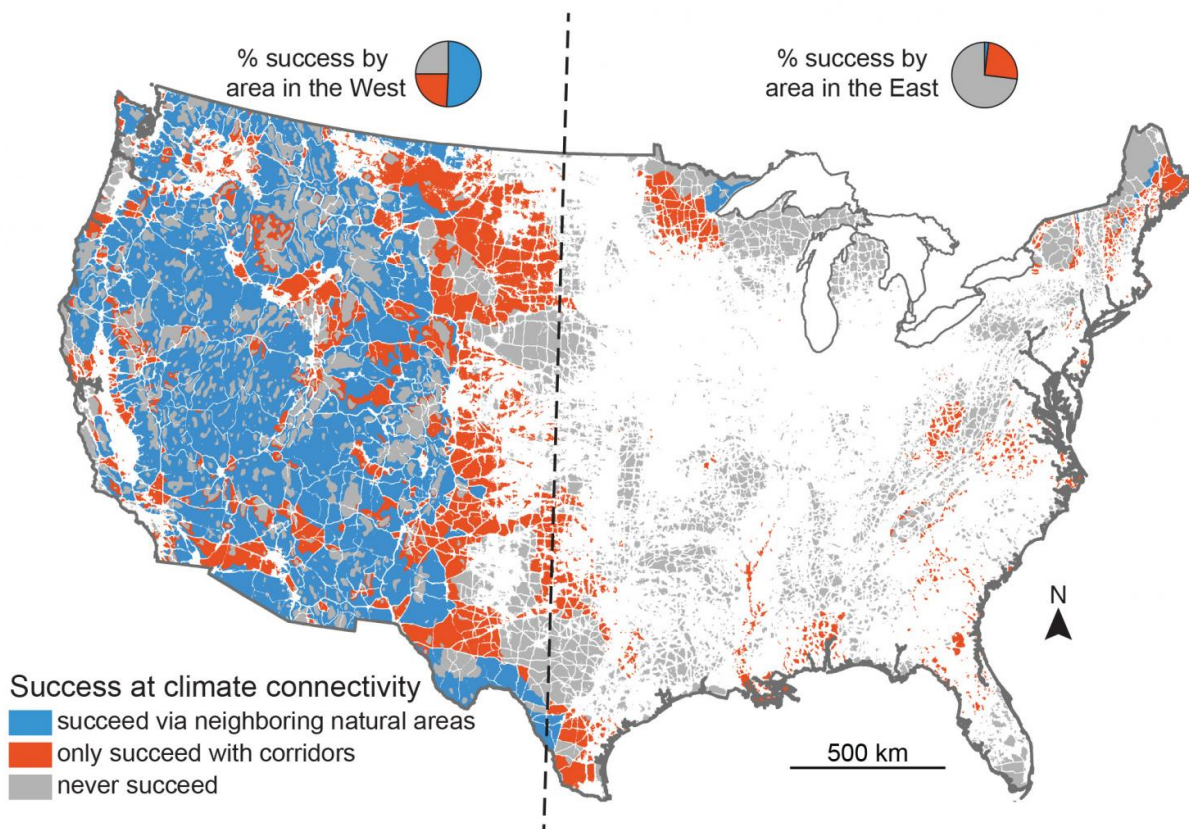 % success by
area in the West
% success by
area in the East
N
Success at climate connectivity
succeed via neighboring natural areas
only succeed with corridors
never succeed
500 km